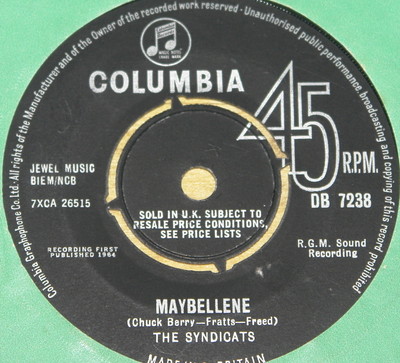 Columbia Graphophone Co. Ltd. All rights of the Manufacturer and of the Owner of the recorded work reserved - Unauthorised public performance, broadcasting and copying of this record prohibited
COLUMBIA
45
R.P.M.
JEWEL MUSIC
BIEM/NCB
7XCA 26515
DB 7238
SOLD IN U.K. SUBJECT TO
RESALE PRICE CONDITIONS,
SEE PRICE LISTS
RECORDING FIRST
PUBLISHED 1964
R.G.M. Sound
Recording
MAYBELLENE
(Chuck Berry—Fratts—Freed)
THE SYNDICATS
MADE IN GT. BRITAIN